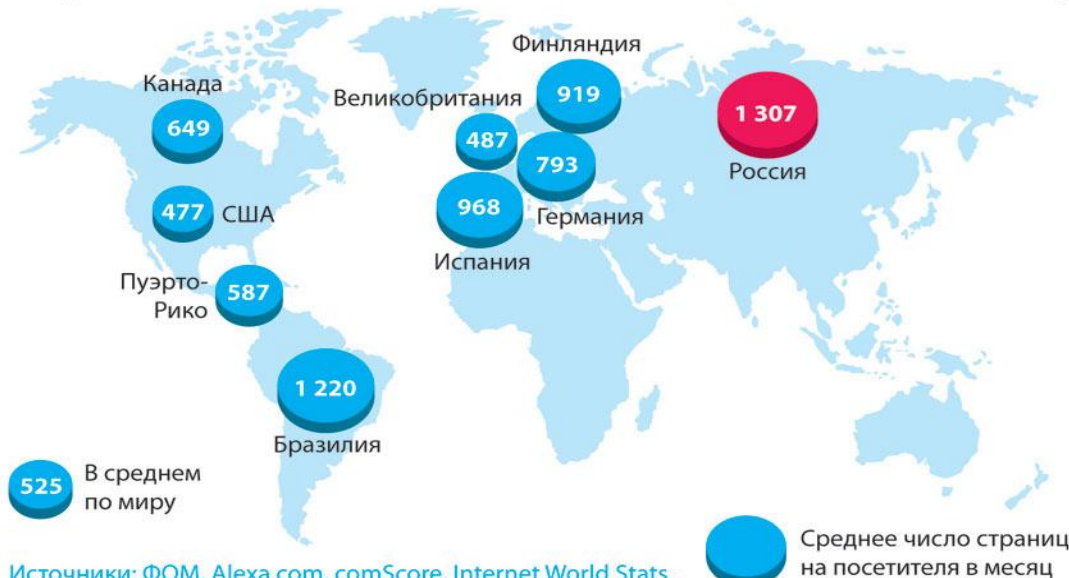 Финляндия
919
Канада
649
Великобритания
487
793
Германия
1 307
Россия
477
США
968
Испания
Пуэрто-
Рико
587
1 220
Бразилия
525
В среднем
по миру
Среднее число страниц
на посетителя в месяц
Источники: ФОМ, Alexa.com, comScore, Internet World Stats